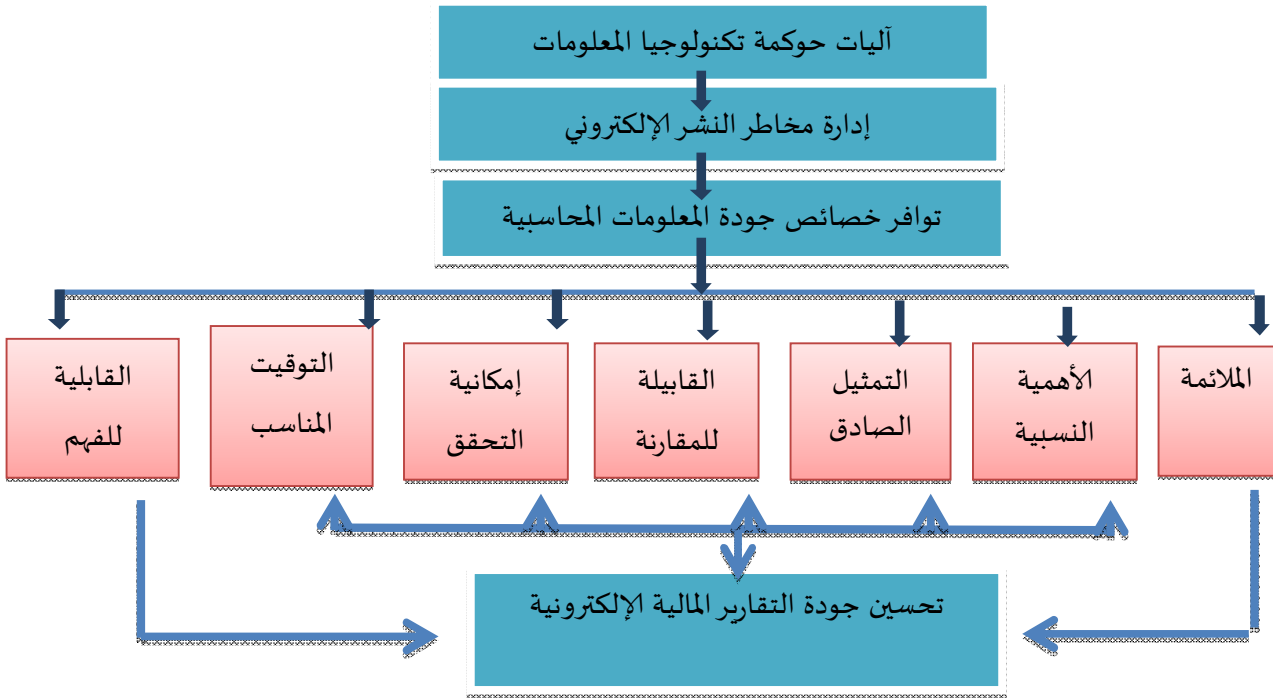 آليات حوكمة تكنولوجيا المعلومات
إدارة مخاطر النشر الإلكتروني
توافر خصائص جودة المعلومات المحاسبية
الملائمة
الأهمية
النسبية
التمثيل
الصادق
القابيلة
للمقارنة
إمكانية
التحقق
التوقيت
المناسب
القابلية
للفهم
تحسين جودة التقارير المالية الإلكترونية